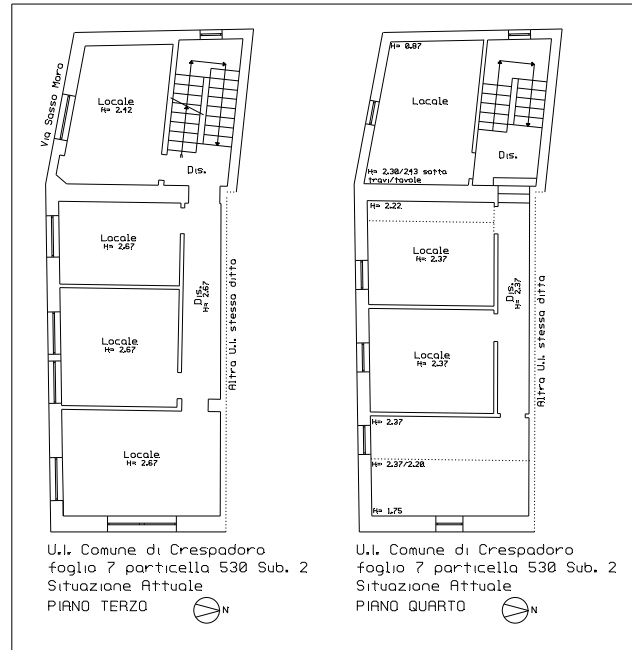 Via Sasso Moro
Locale
H= 2.42
Dis.
Locale
H= 2.67
Dis.
H= 2.67
Locale
H= 2.67
Locale
H= 2.67
Altra U.I. stessa ditta
U.I. Comune di Crespadoro
foglio 7 particella 530 Sub. 2
Situazione Attuale
PIANO TERZO
N
H= 0.87
Locale
H= 2.30/243 sotto
travi/tavole
Dis.
H= 2.22
Locale
H= 2.37
Dis.
H= 2.37
Locale
H= 2.37
H= 2.37
H= 2.37/2.20
H= 1.75
Altra U.I. stessa ditta
U.I. Comune di Crespadoro
foglio 7 particella 530 Sub. 2
Situazione Attuale
PIANO QUARTO
N